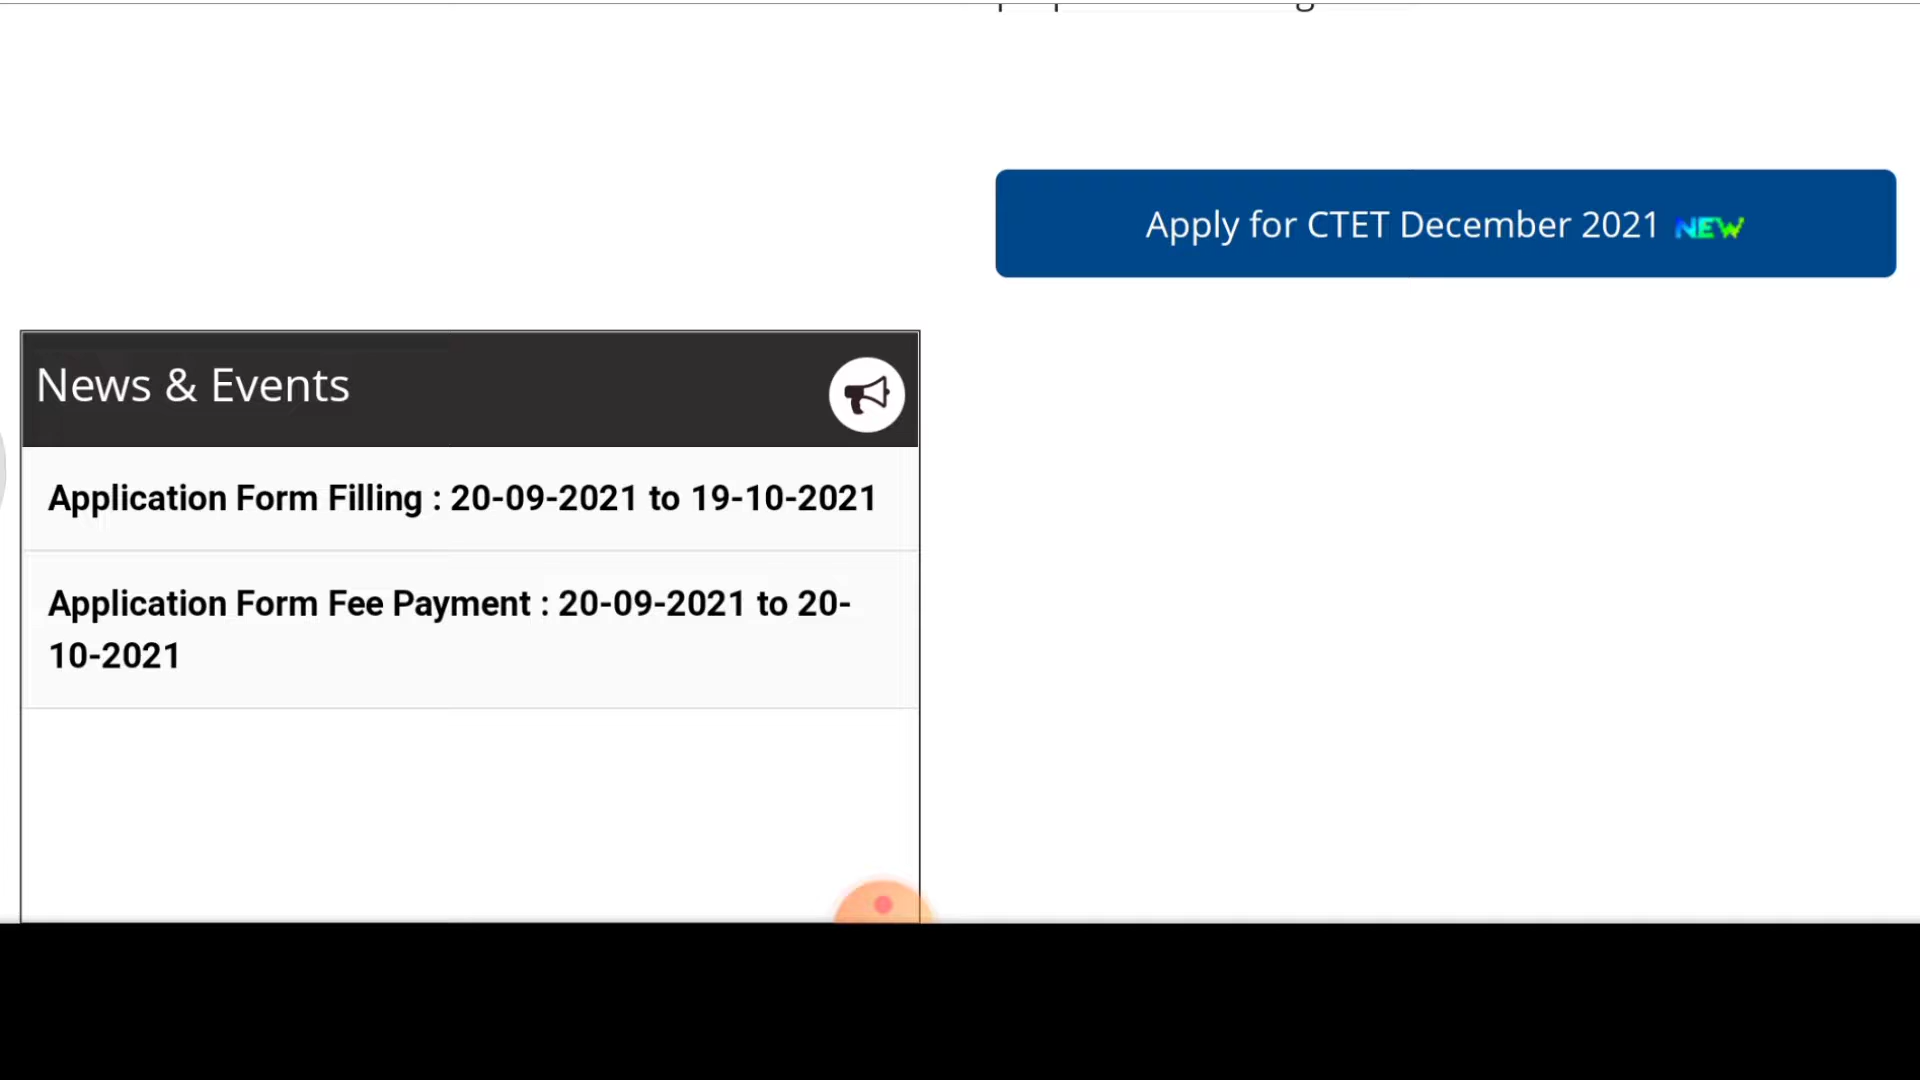 Apply for CTET December 2021 NEW
News & Events
Application Form Filling : 20-09-2021 to 19-10-2021
Application Form Fee Payment : 20-09-2021 to 20-
10-2021